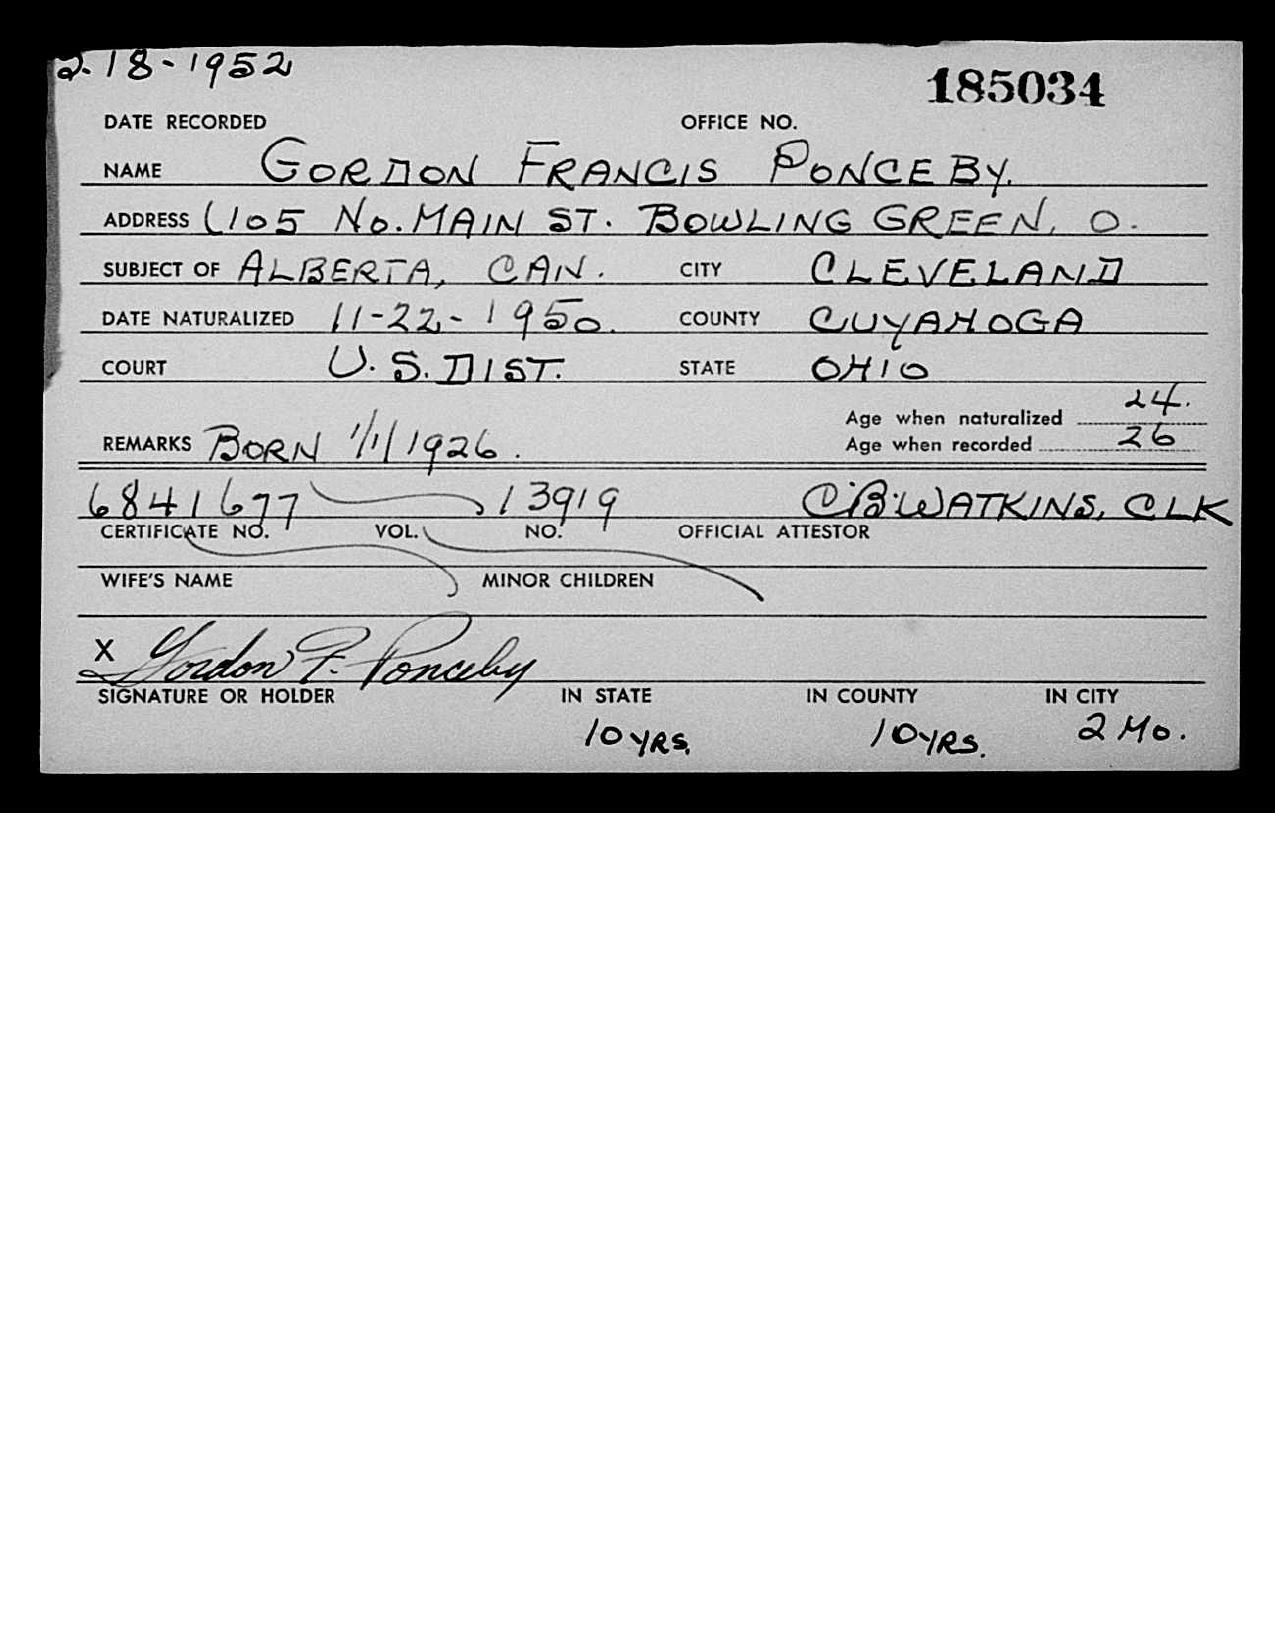 2-18-1952 185034
DATE RECORDED OFFICE NO.
NAME GORDON FRANCIS PONCEBY.
ADDRESS 1105 No. MAIN ST. BOWLING GREEN, O.
SUBJECT OF ALBERTA, CAN. CITY CLEVELAND
DATE NATURALIZED 11-22-1950. COUNTY CUYAHOGA
COURT U.S. DIST. STATE OHIO
Age when naturalized 24.
REMARKS BORN 1/1/1926. Age when recorded 26
6841677 13919 C.B. WATKINS, CLK
CERTIFICATE NO. VOL. NO. OFFICIAL ATTESTOR
WIFE'S NAME MINOR CHILDREN
X Gordon F. Ponceby
SIGNATURE OR HOLDER IN STATE IN COUNTY IN CITY
10 YRS. 10 YRS. 2 Mo.